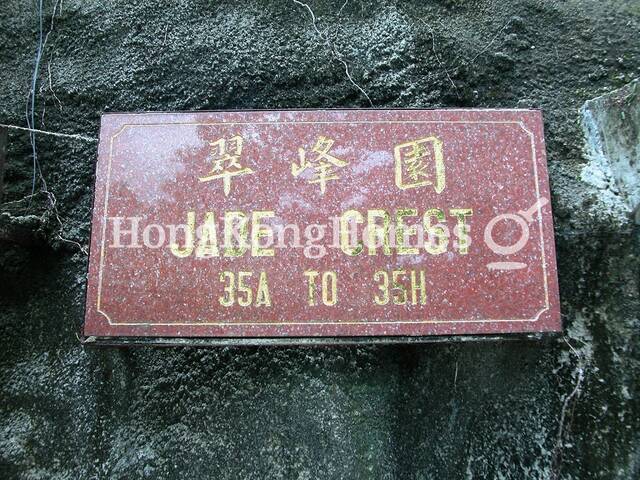 翠峰園
JADE CREST
HongKongHomes
35A TO 35H